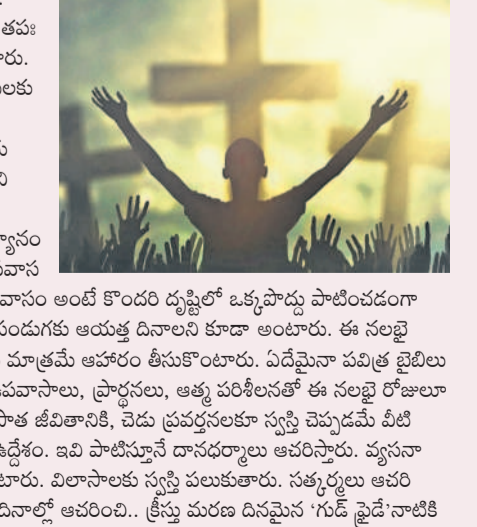 తపః
ారు.
లకు
ని
్యానం
వాస
వాసం అంటే కొందరి దృష్టిలో ఒక్కపొద్దు పాటించడంగా
పండుగకు ఆయత్త దినాలని కూడా అంటారు. ఈ నలభై
మాత్రమే ఆహారం తీసుకొంటారు. ఏదేమైనా పవిత్ర బైబిలు
ఉపవాసాలు, ప్రార్థనలు, ఆత్మ పరిశీలనతో ఈ నలభై రోజులూ
పాత జీవితానికి, చెడు ప్రవర్తనలకూ స్వస్తి చెప్పడమే వీటి
ఉద్దేశం. ఇవి పాటిస్తూనే దానధర్మాలు ఆచరిస్తారు. వ్యసనా
టారు. విలాసాలకు స్వస్తి పలుకుతారు. సత్కర్మలు ఆచరి
దినాల్లో ఆచరించి.. క్రీస్తు మరణ దినమైన ‘గుడ్ ఫ్రైడే’నాటికి